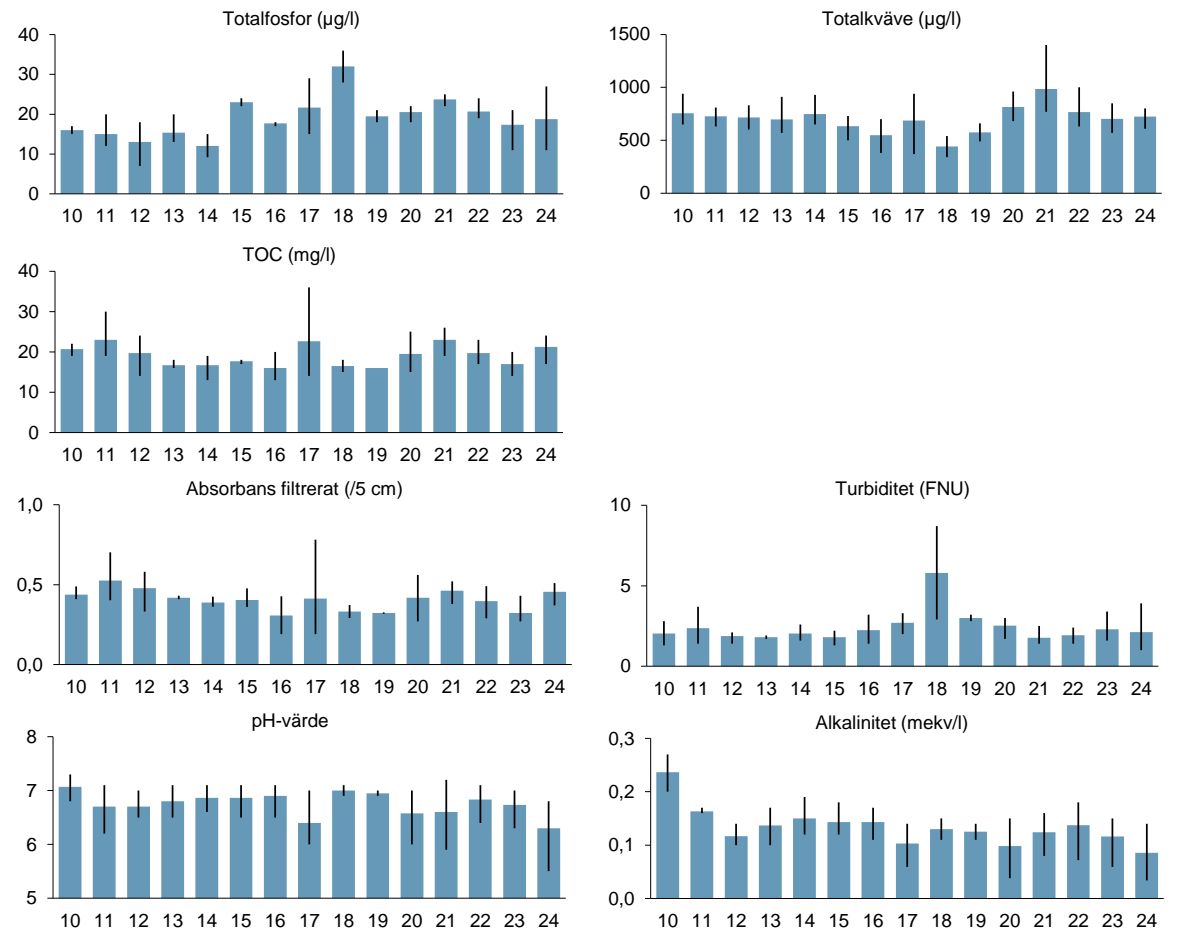 Totalfosfor (µg/l)
40
30
20
10
0
10 11 12 13 14 15 16 17 18 19 20 21 22 23 24
Totalkväve (µg/l)
1500
1000
500
0
10 11 12 13 14 15 16 17 18 19 20 21 22 23 24
TOC (mg/l)
40
30
20
10
0
10 11 12 13 14 15 16 17 18 19 20 21 22 23 24
Absorbans filtrerat (/5 cm)
1,0
0,5
0,0
10 11 12 13 14 15 16 17 18 19 20 21 22 23 24
Turbiditet (FNU)
10
5
0
10 11 12 13 14 15 16 17 18 19 20 21 22 23 24
pH-värde
8
7
6
5
10 11 12 13 14 15 16 17 18 19 20 21 22 23 24
Alkalinitet (mekv/l)
0,3
0,2
0,1
0,0
10 11 12 13 14 15 16 17 18 19 20 21 22 23 24